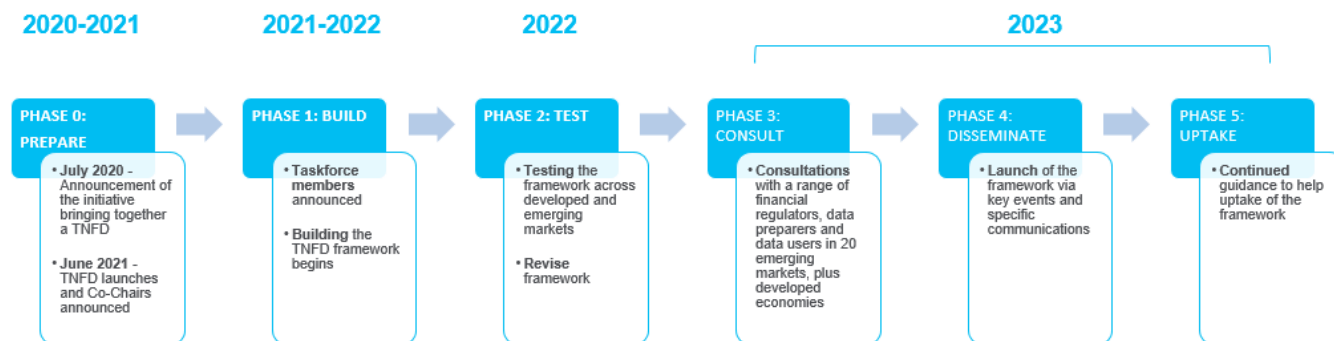 2020-2021
2021-2022
2022
2023
PHASE 0:
PREPARE
• July 2020 -
Announcement of
the initiative
bringing together
a TNFD
• June 2021 -
TNFD launches
and Co-Chairs
announced
PHASE 1: BUILD
• Taskforce
members
announced
• Building the
TNFD framework
begins
PHASE 2: TEST
• Testing the
framework across
developed and
emerging
markets
• Revise
framework
PHASE 3:
CONSULT
• Consultations
with a range of
financial
regulators, data
preparers and
data users in 20
emerging
markets, plus
developed
economies
PHASE 4:
DISSEMINATE
• Launch of the
framework via
key events and
specific
communications
PHASE 5:
UPTAKE
• Continued
guidance to help
uptake of the
framework